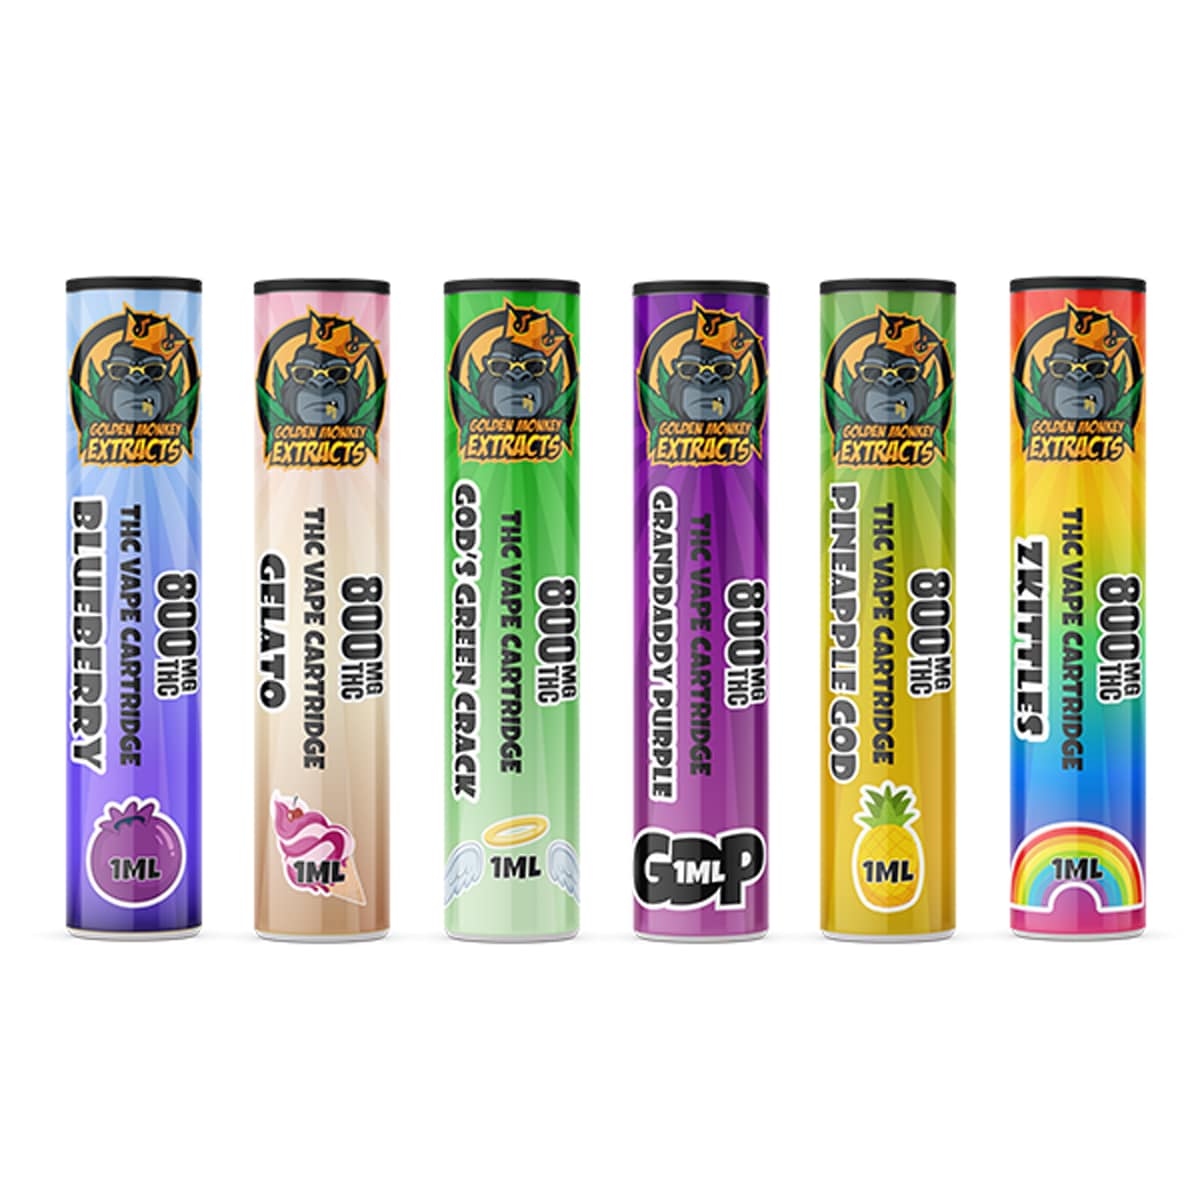 GOLDEN MONKEY
EXTRACTS
BLUEBERRY
THC VAPE CARTRIDGE
800MG
THC
1ML
GOLDEN MONKEY
EXTRACTS
GELATO
THC VAPE CARTRIDGE
800MG
THC
1ML
GOLDEN MONKEY
EXTRACTS
GOD'S GREEN CRACK
THC VAPE CARTRIDGE
800MG
THC
1ML
GOLDEN MONKEY
EXTRACTS
GRANDDADDY PURPLE
THC VAPE CARTRIDGE
800MG
THC
GDP
1ML
GOLDEN MONKEY
EXTRACTS
PINEAPPLE GOD
THC VAPE CARTRIDGE
800MG
THC
1ML
GOLDEN MONKEY
EXTRACTS
ZKITTLES
THC VAPE CARTRIDGE
800MG
THC
1ML